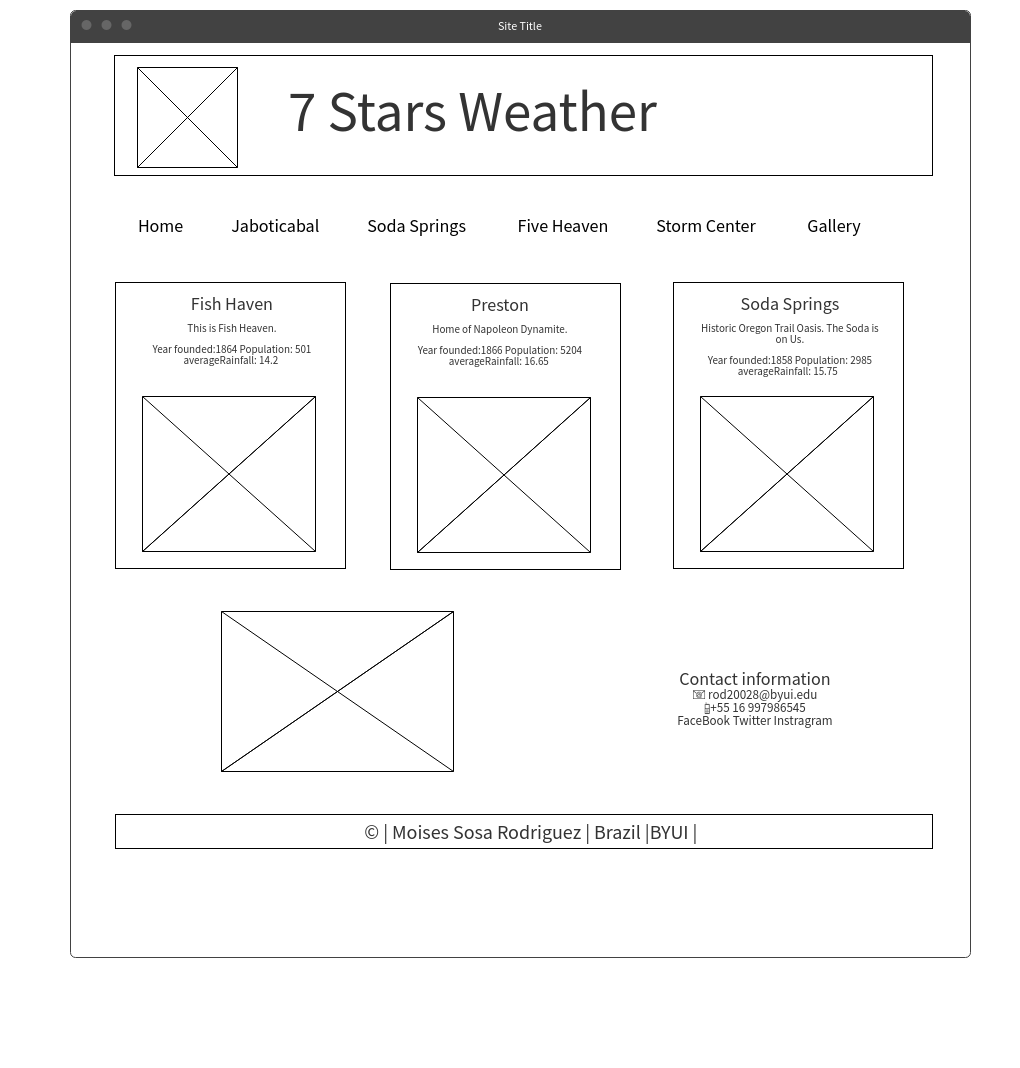 Site Title
7 Stars Weather
Home Jaboticabal Soda Springs Five Heaven Storm Center Gallery
Fish Haven
This is Fish Heaven.
Year founded:1864 Population: 501
averageRainfall: 14.2
Preston
Home of Napoleon Dynamite.
Year founded:1866 Population: 5204
averageRainfall: 16.65
Soda Springs
Historic Oregon Trail Oasis. The Soda is
on Us.
Year founded:1858 Population: 2985
averageRainfall: 15.75
Contact information
rod20028@byui.edu
+55 16 997986545
FaceBook Twitter Instragram
© | Moises Sosa Rodriguez | Brazil |BYUI |